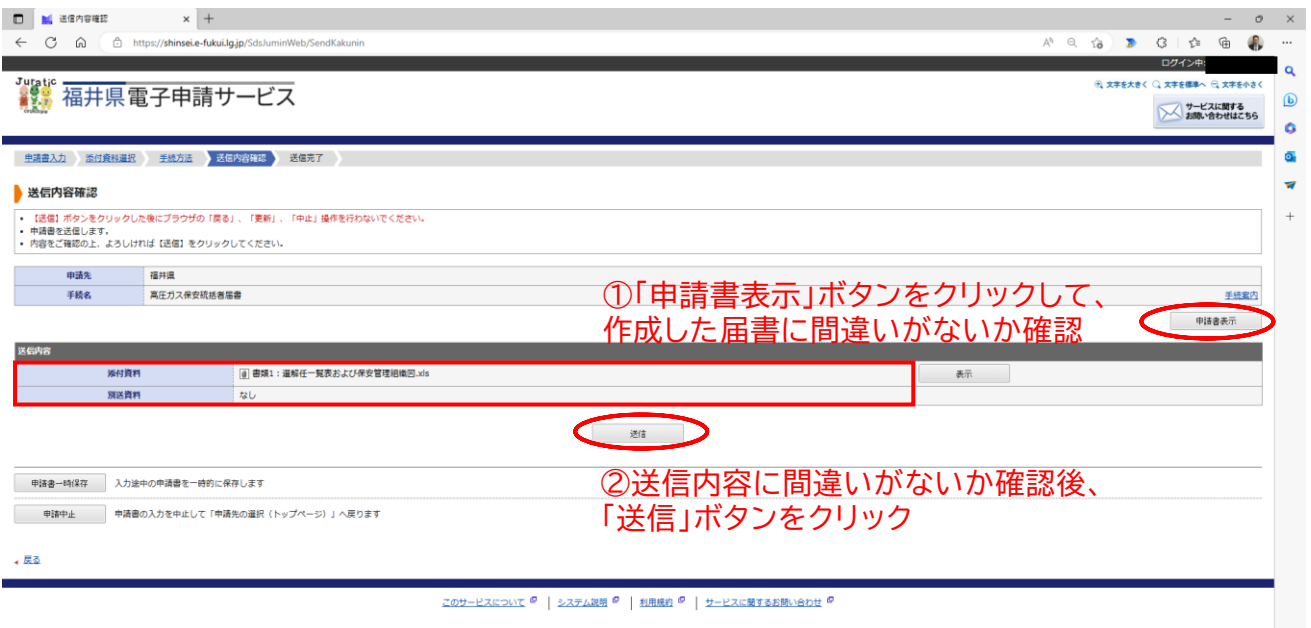 送信内容確認
https://shinsei.e-fukui.lg.jp/SdsJuminWeb/SendKakunin
ログイン中:
Juratic
福井県電子申請サービス
文字を大きく 文字を標準へ 文字を小さく
サービスに関する
お問い合わせはこちら
申請書入力 添付資料選択 手続方法 送信内容確認 送信完了
送信内容確認
・【送信】ボタンをクリックした後にブラウザの「戻る」、「更新」、「中止」操作を行わないでください。
・申請書を送信します。
・内容をご確認の上、よろしければ【送信】をクリックしてください。
申請先 福井県
手続名 高圧ガス保安統括者届書 手続案内
①「申請書表示」ボタンをクリックして、
作成した届書に間違いがないか確認
申請書表示
送信内容
添付資料 書類1：選解任一覧表および保安管理組織図.xls 表示
別送資料 なし
送信
②送信内容に間違いがないか確認後、
「送信」ボタンをクリック
申請書一時保存 入力途中の申請書を一時的に保存します
申請中止 申請書の入力を中止して「申請先の選択（トップページ）」へ戻ります
戻る
このサービスについて | システム説明 | 利用規約 | サービスに関するお問い合わせ